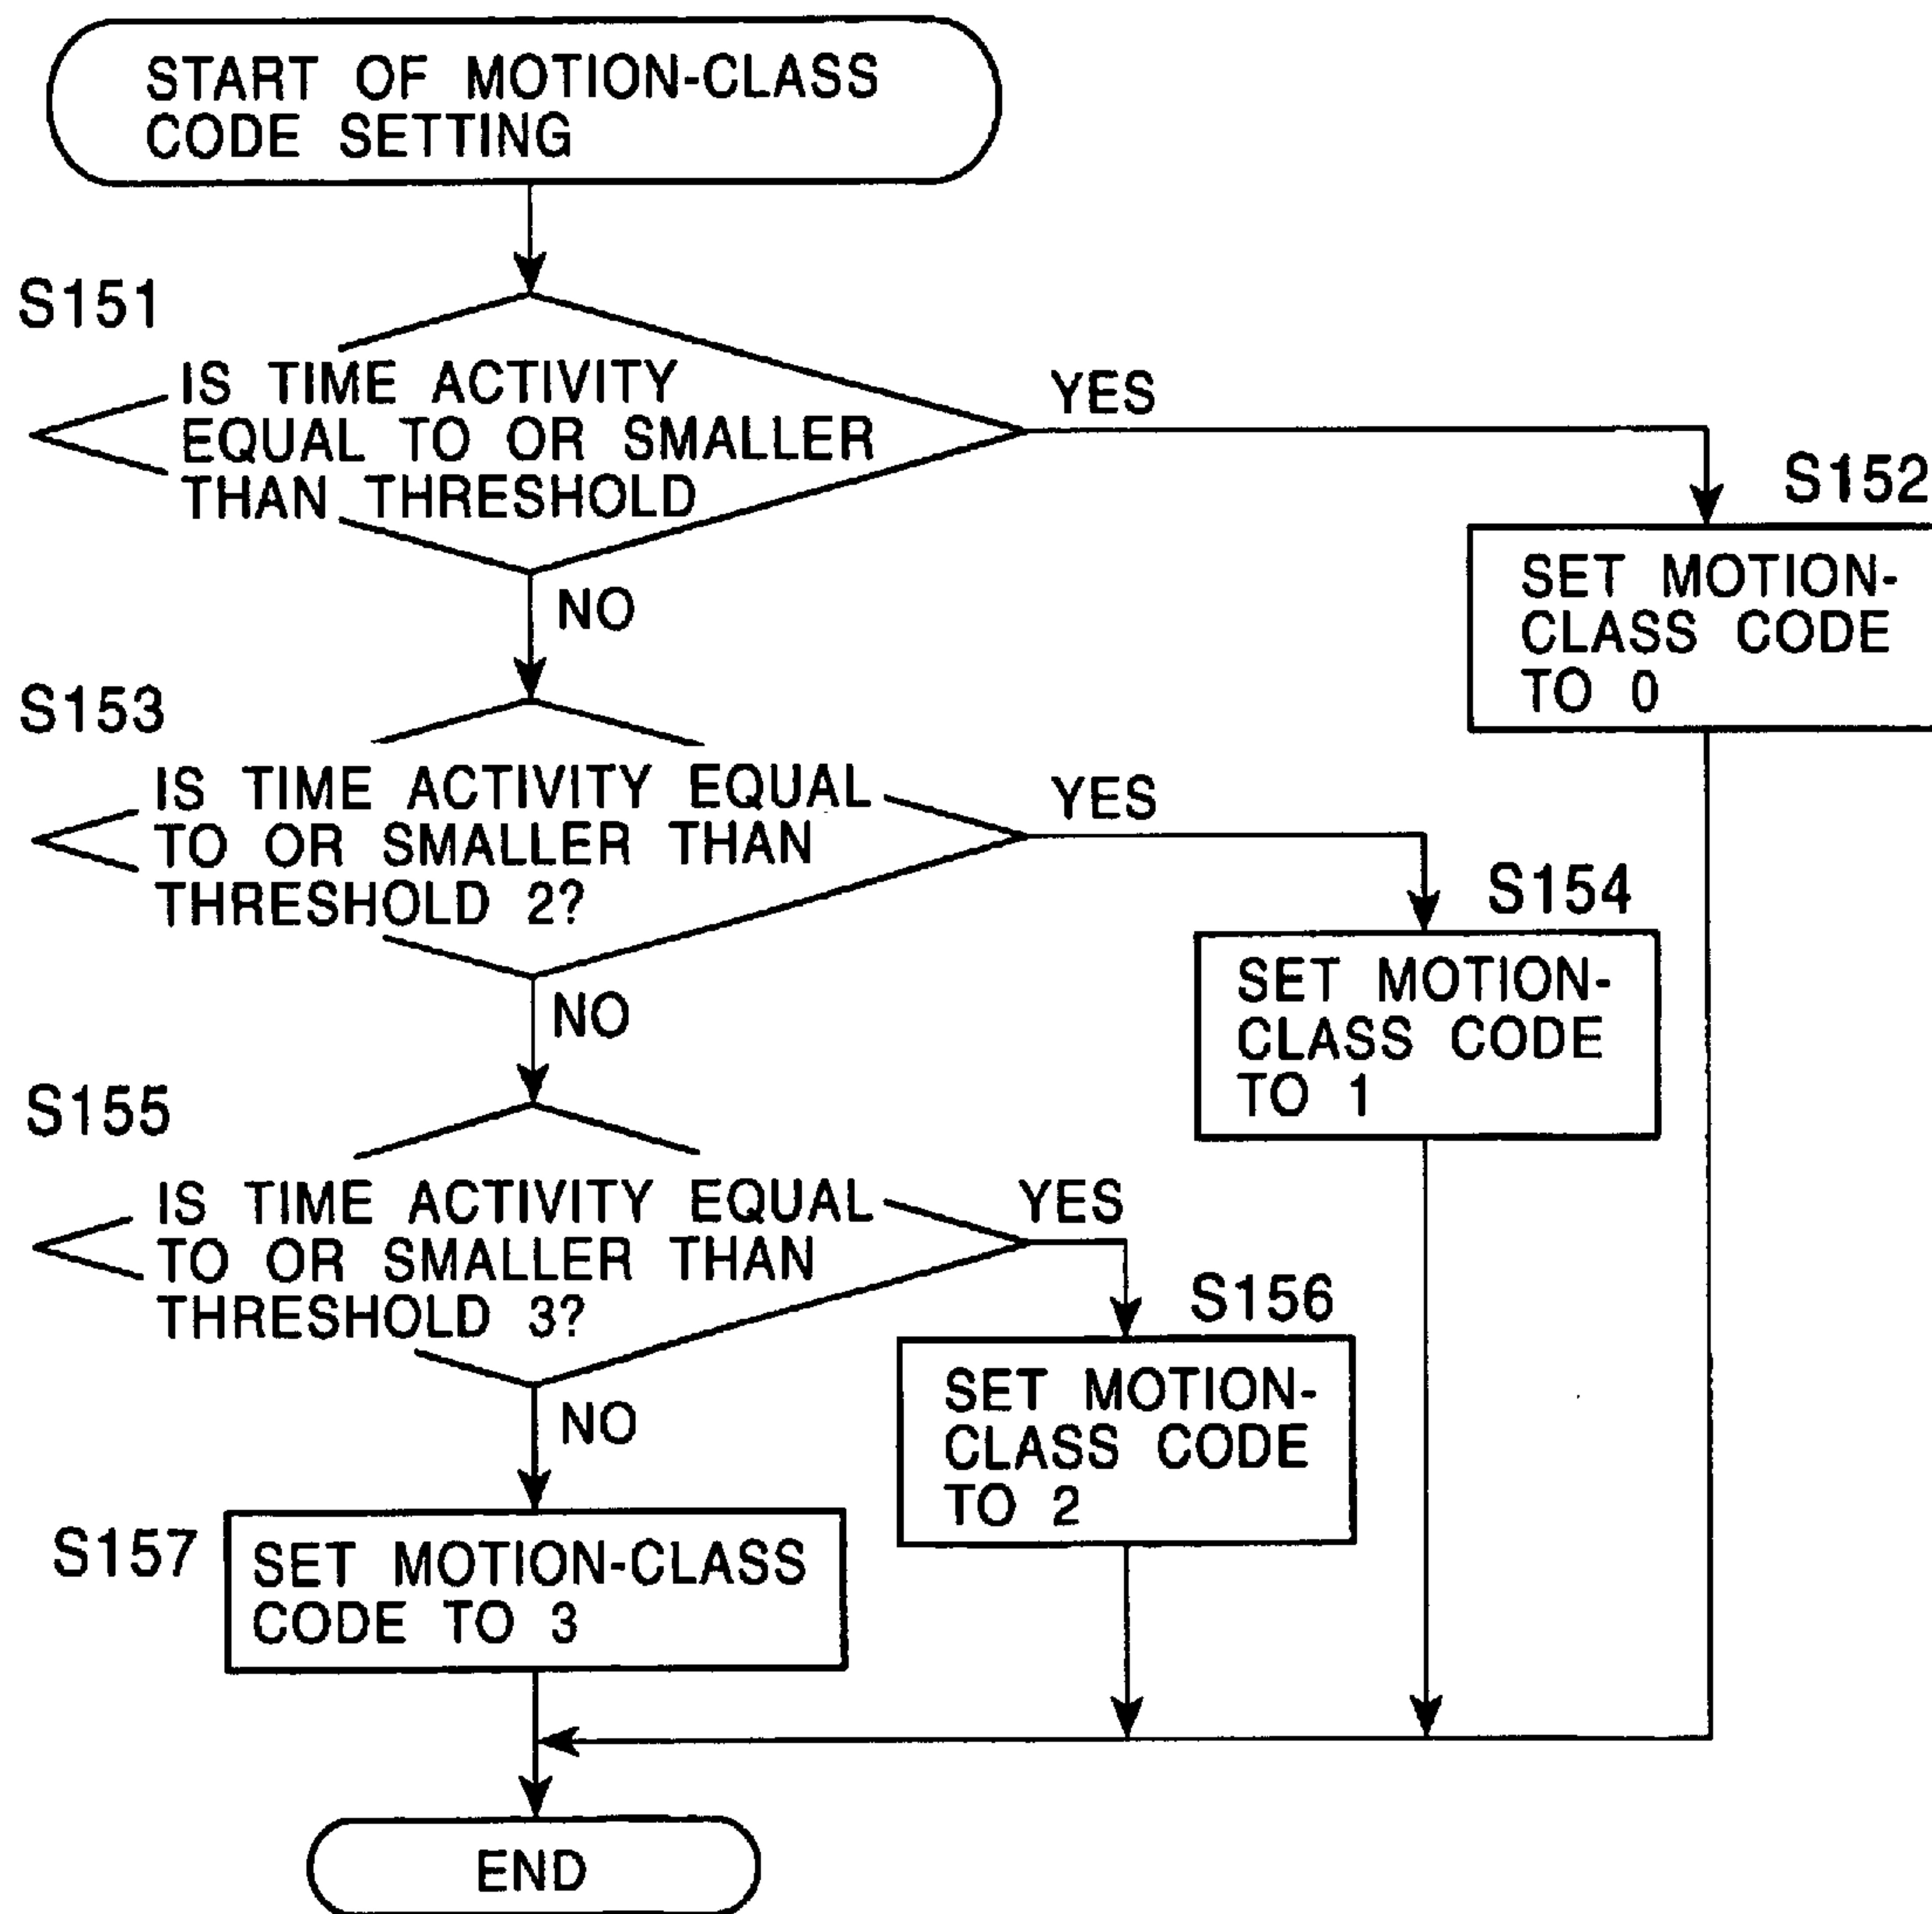 START OF MOTION-CLASS
CODE SETTING
S151
IS TIME ACTIVITY
EQUAL TO OR SMALLER
THAN THRESHOLD
YES
S152
SET MOTION-
CLASS CODE
TO 0
NO
S153
IS TIME ACTIVITY EQUAL
TO OR SMALLER THAN
THRESHOLD 2?
YES
S154
SET MOTION-
CLASS CODE
TO 1
NO
S155
IS TIME ACTIVITY EQUAL
TO OR SMALLER THAN
THRESHOLD 3?
YES
S156
SET MOTION-
CLASS CODE
TO 2
NO
S157
SET MOTION-CLASS
CODE TO 3
END